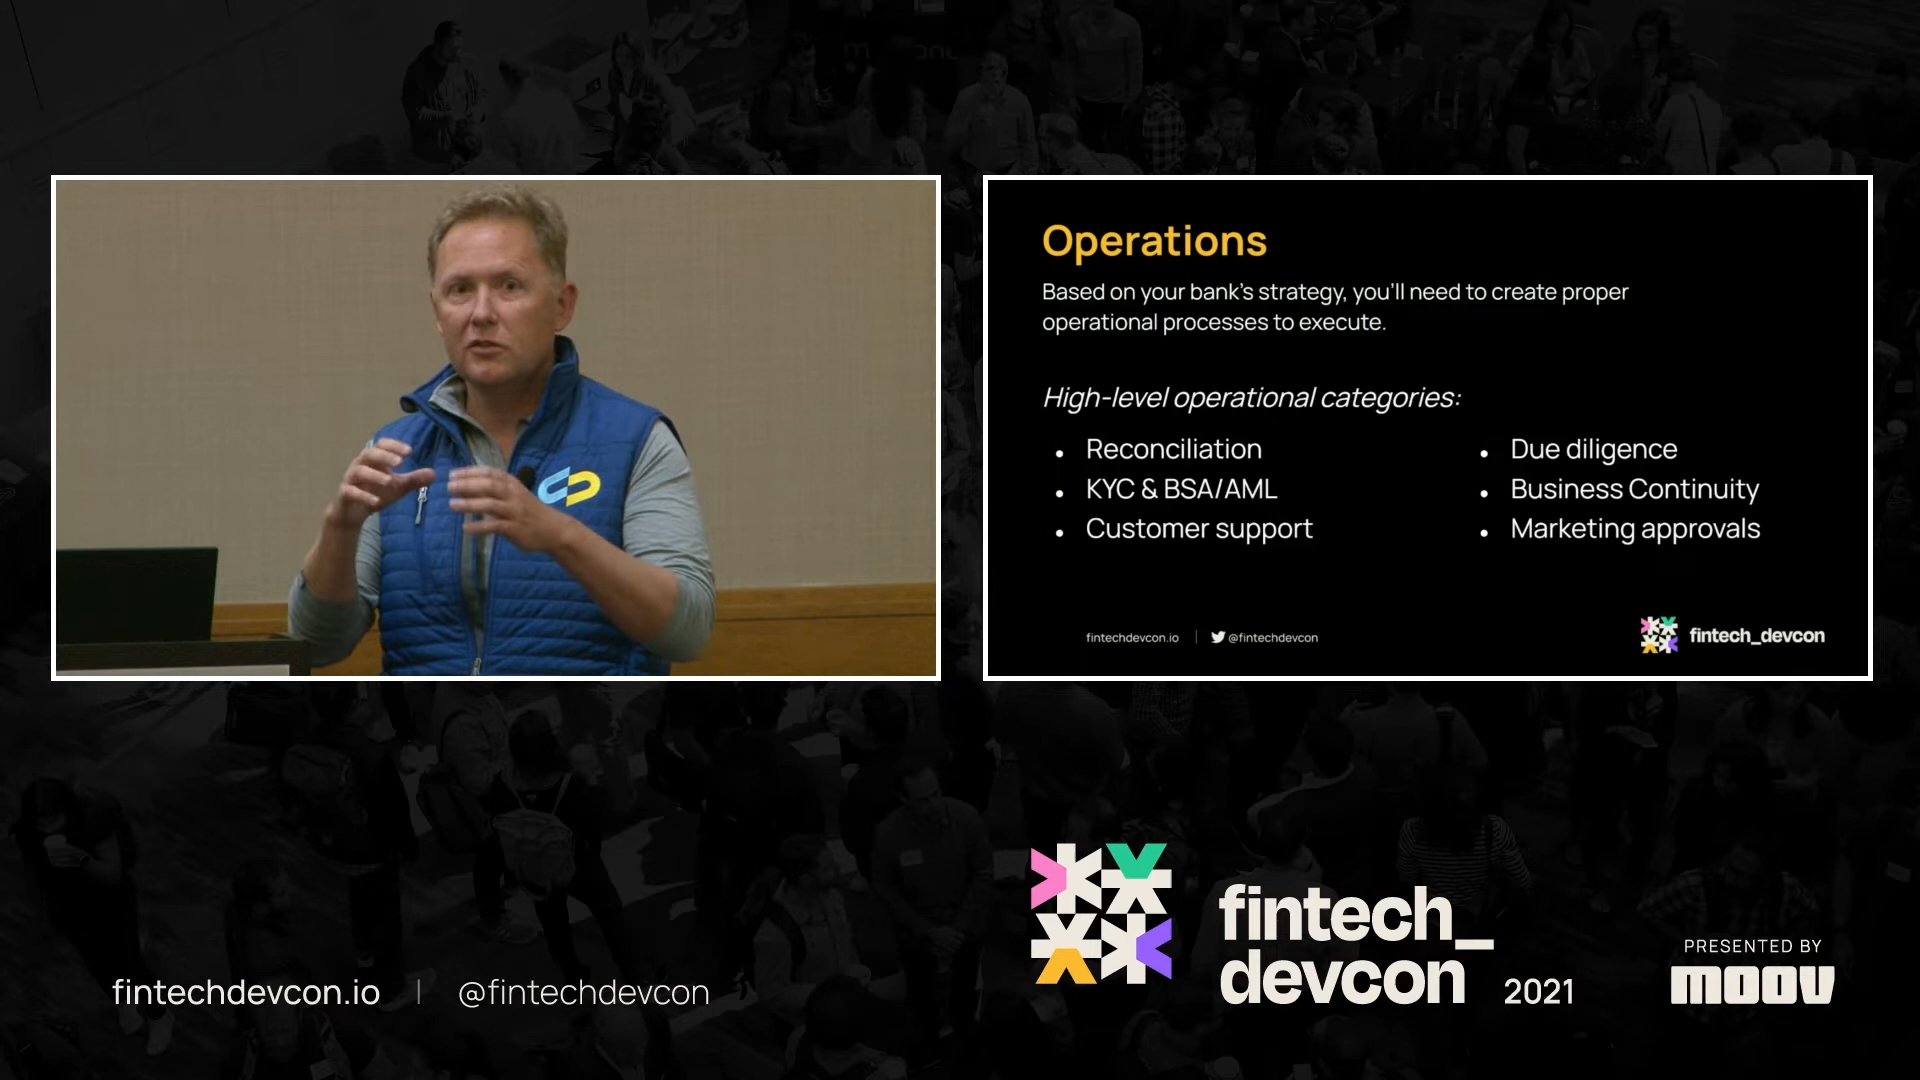 Operations
Based on your bank's strategy, you'll need to create proper
operational processes to execute.
High-level operational categories:
• Reconciliation
• KYC & BSA/AML
• Customer support
• Due diligence
• Business Continuity
• Marketing approvals
fintechdevcon.io | @fintechdevcon
fintech_devcon
fintechdevcon.io | @fintechdevcon
fintech_
devcon 2021
PRESENTED BY
moov